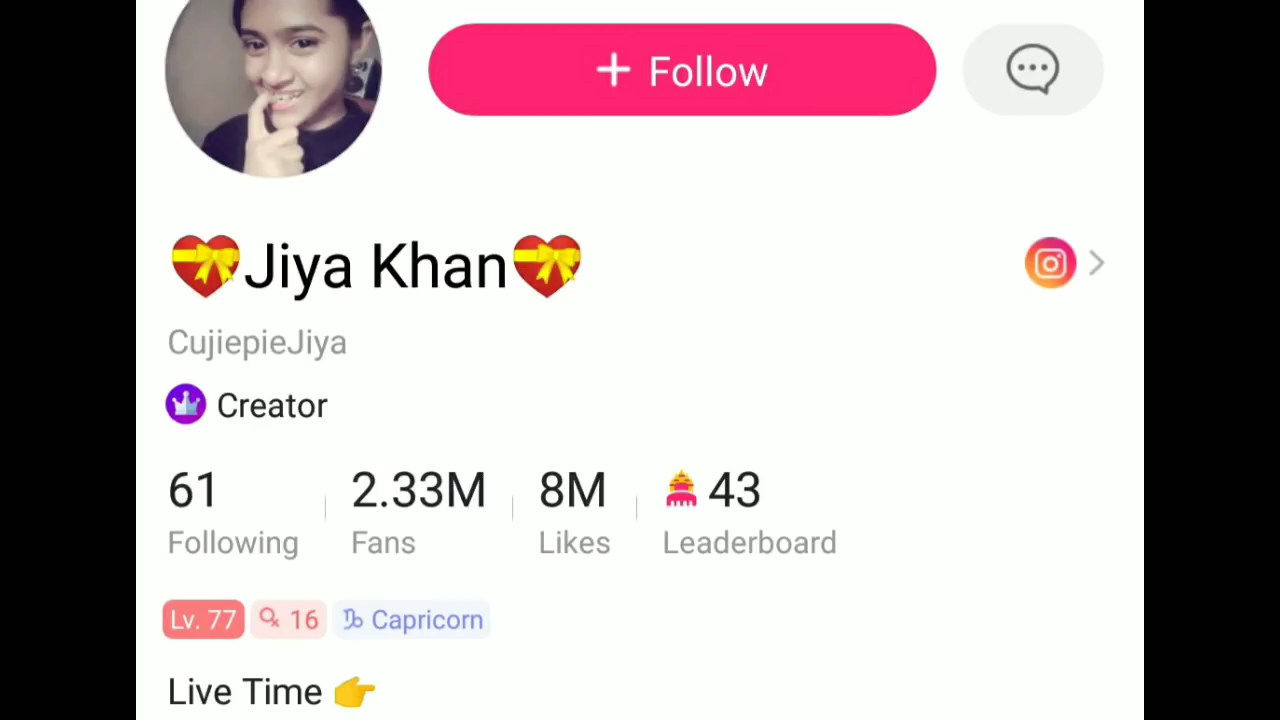 + Follow
💝Jiya Khan💝
CujiepieJiya
Creator
61 2.33M 8M 43
Following Fans Likes Leaderboard
Lv. 77 ♀ 16 ♑ Capricorn
Live Time 👉